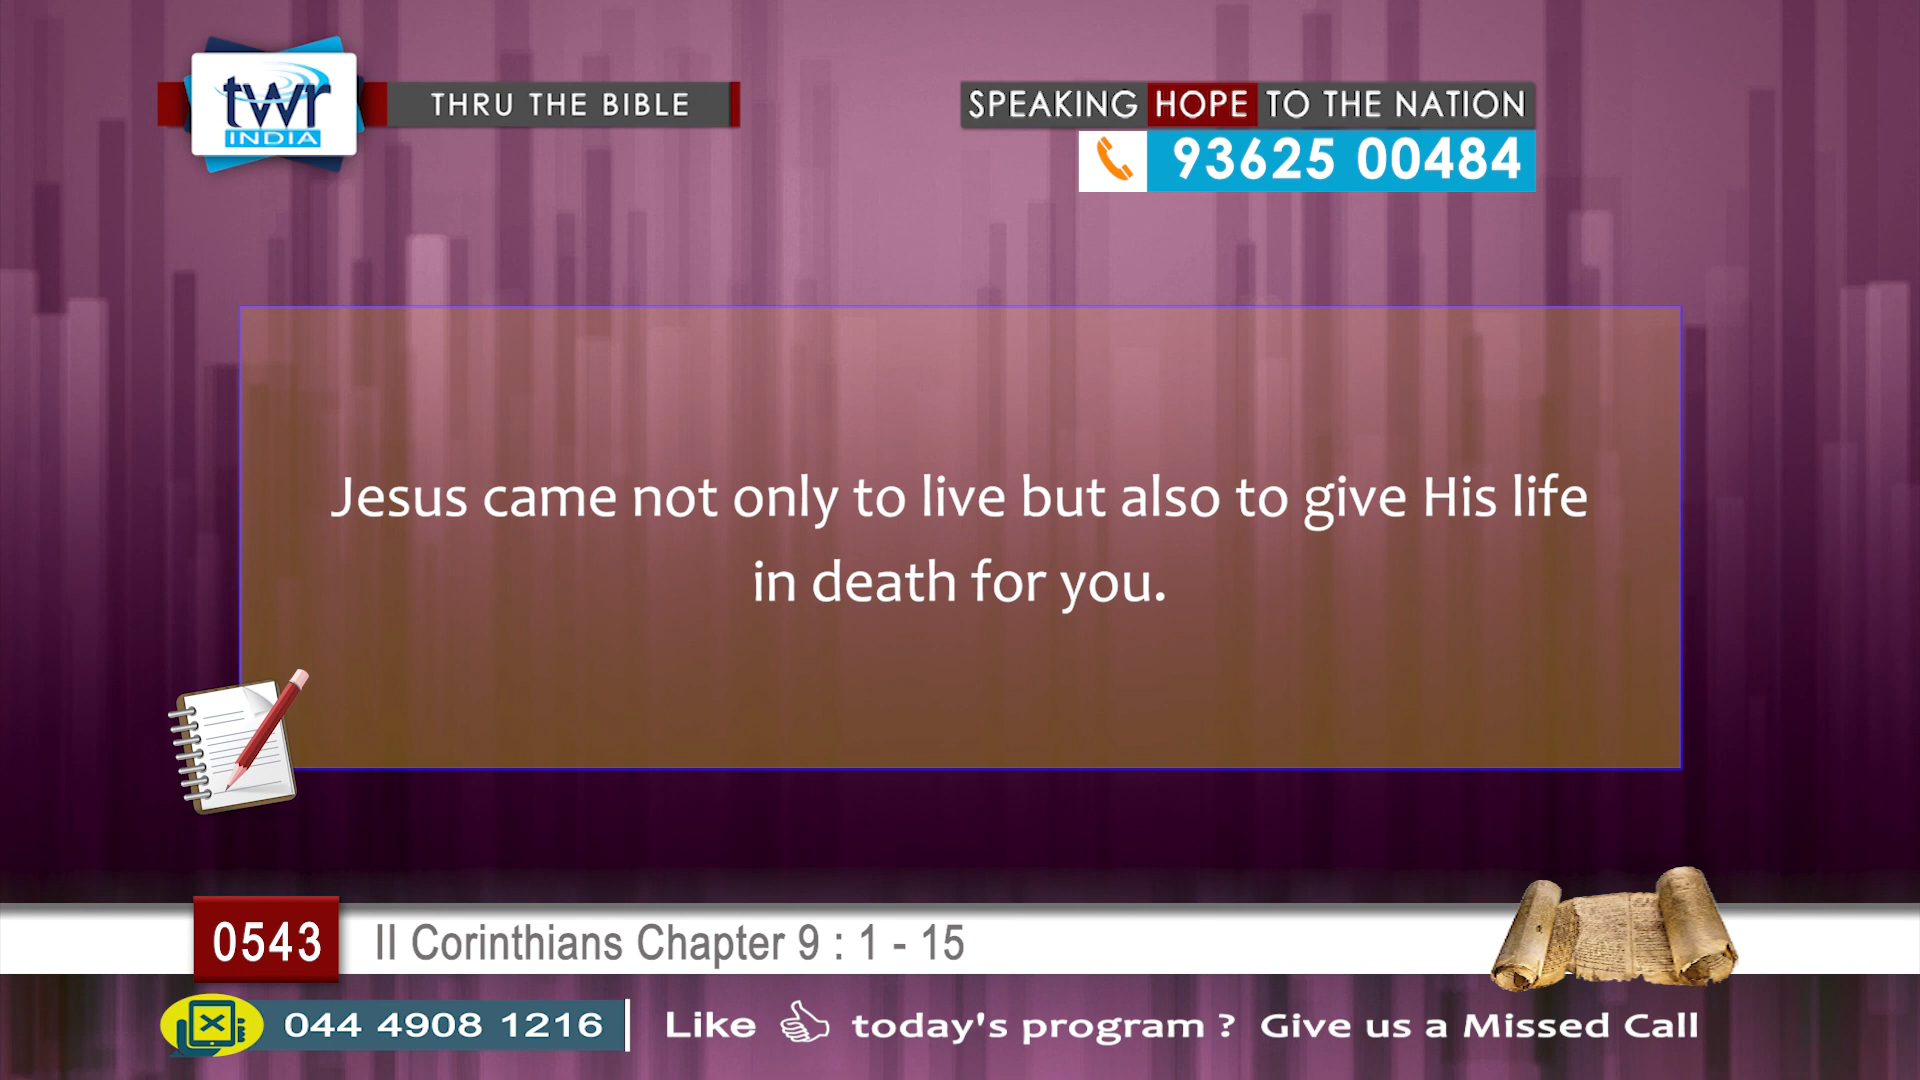 twr
INDIA
THRU THE BIBLE
SPEAKING HOPE TO THE NATION
93625 00484
Jesus came not only to live but also to give His life
in death for you.
0543 II Corinthians Chapter 9 : 1 - 15
044 4908 1216 Like today's program ? Give us a Missed Call